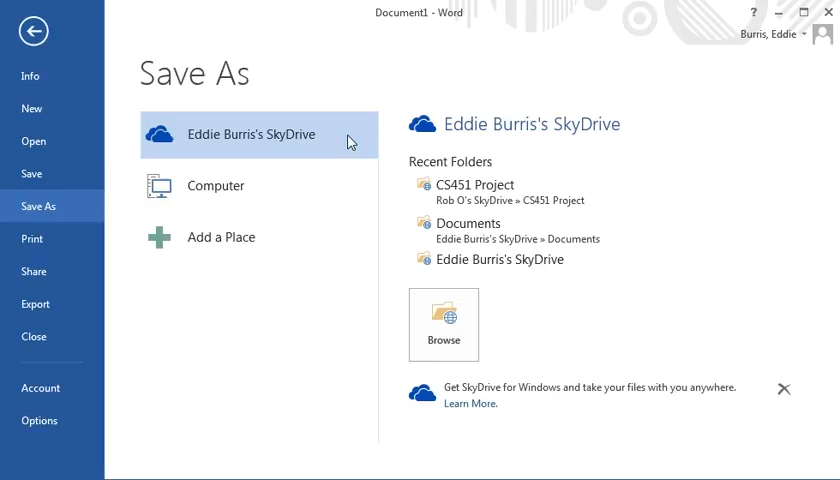 Document1 - Word
?
Burris, Eddie
Info
New
Open
Save
Save As
Print
Share
Export
Close
Account
Options
Save As
Eddie Burris's SkyDrive
Computer
Add a Place
Eddie Burris's SkyDrive
Recent Folders
CS451 Project
Rob O's SkyDrive » CS451 Project
Documents
Eddie Burris's SkyDrive » Documents
Eddie Burris's SkyDrive
Browse
Get SkyDrive for Windows and take your files with you anywhere.
Learn More.